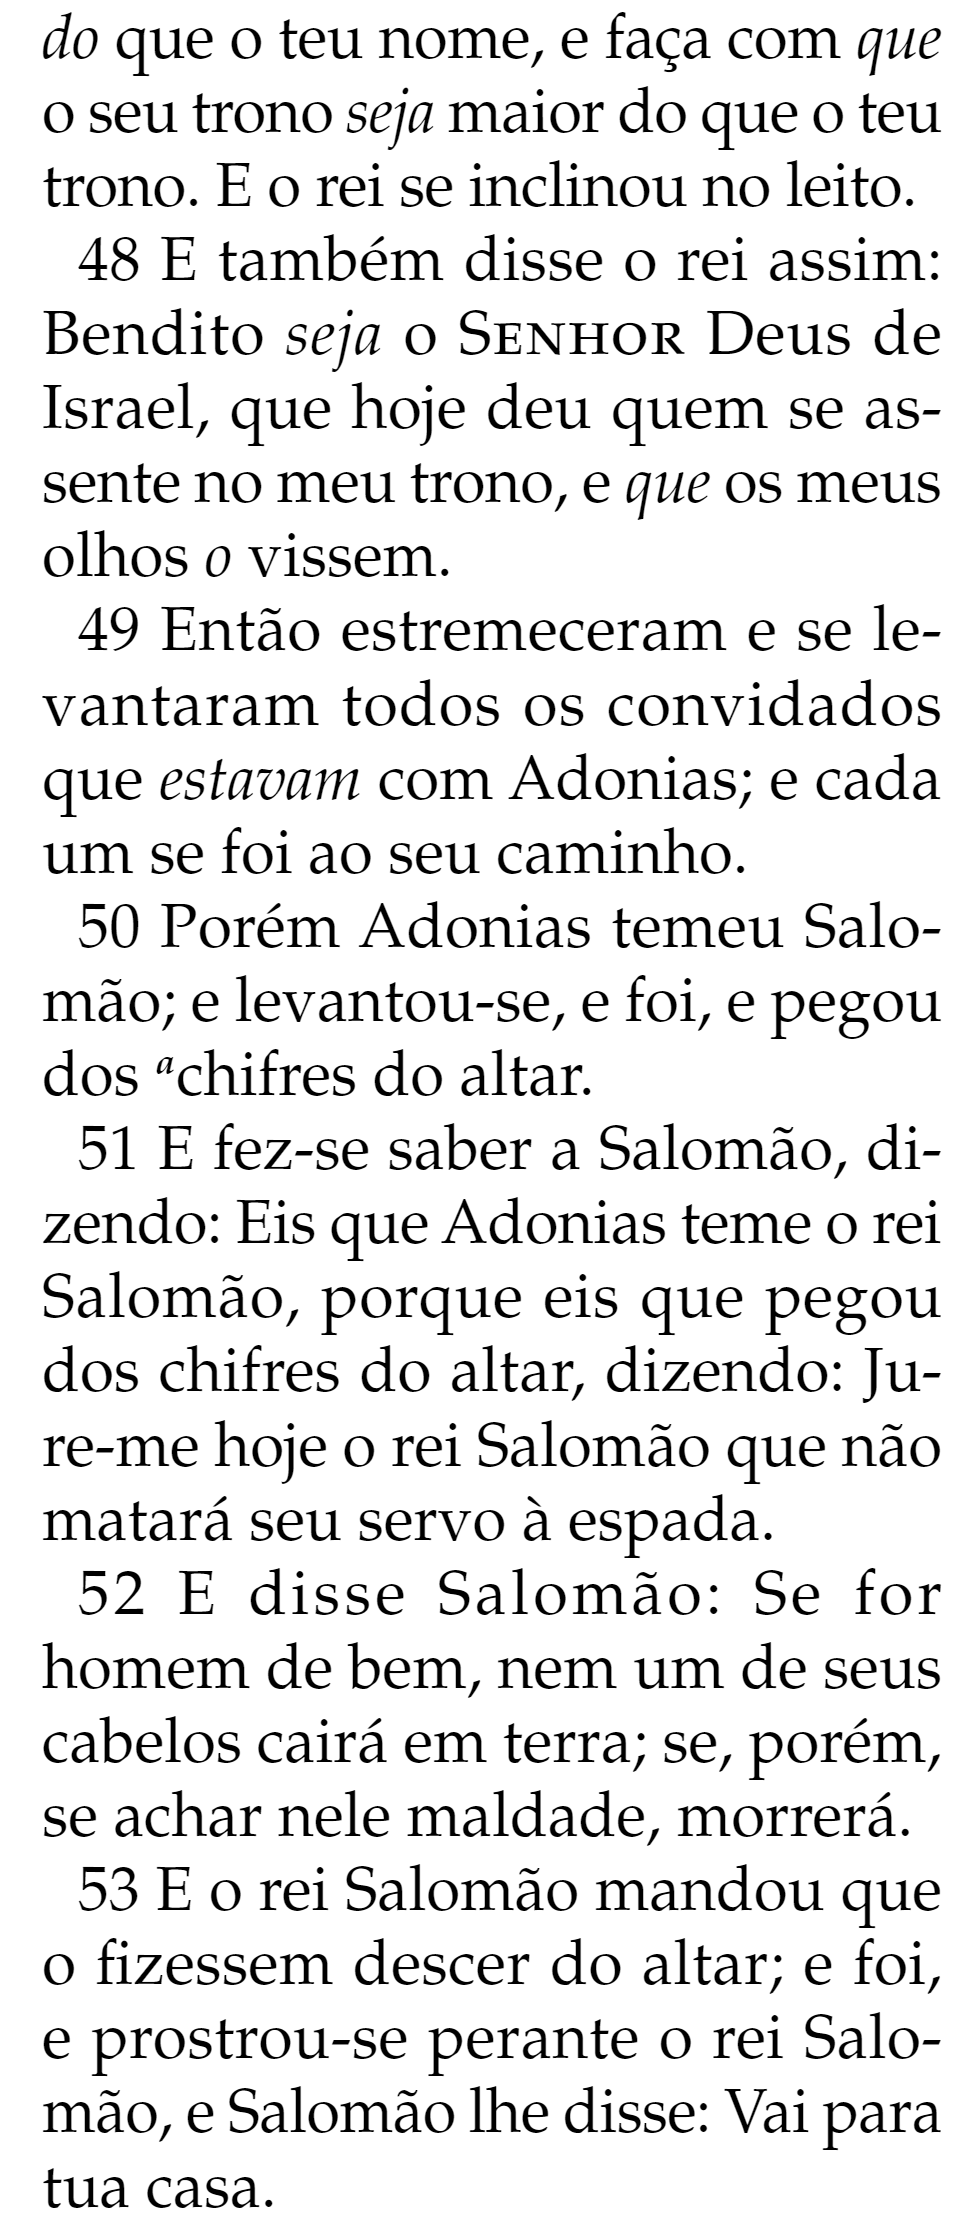 do que o teu nome, e faça com que
o seu trono seja maior do que o teu
trono. E o rei se inclinou no leito.
48 E também disse o rei assim:
Bendito seja o SENHOR Deus de
Israel, que hoje deu quem se as-
sente no meu trono, e que os meus
olhos o vissem.
49 Então estremeceram e se le-
vantaram todos os convidados
que estavam com Adonias; e cada
um se foi ao seu caminho.
50 Porém Adonias temeu Salo-
mão; e levantou-se, e foi, e pegou
dos ᵃchifres do altar.
51 E fez-se saber a Salomão, di-
zendo: Eis que Adonias teme o rei
Salomão, porque eis que pegou
dos chifres do altar, dizendo: Ju-
re-me hoje o rei Salomão que não
matará seu servo à espada.
52 E disse Salomão: Se for
homem de bem, nem um de seus
cabelos cairá em terra; se, porém,
se achar nele maldade, morrerá.
53 E o rei Salomão mandou que
o fizessem descer do altar; e foi,
e prostrou-se perante o rei Salo-
mão, e Salomão lhe disse: Vai para
tua casa.